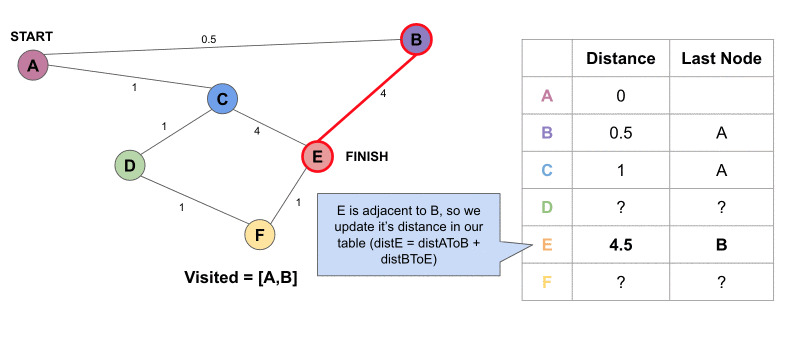 START
A
0.5
B
1
C
4
4
1
D
E
FINISH
1
1
F
Visited = [A,B]
E is adjacent to B, so we
update it's distance in our
table (distE = distAToB +
distBToE)
Distance Last Node
A 0
B 0.5 A
C 1 A
D ? ?
E 4.5 B
F ? ?